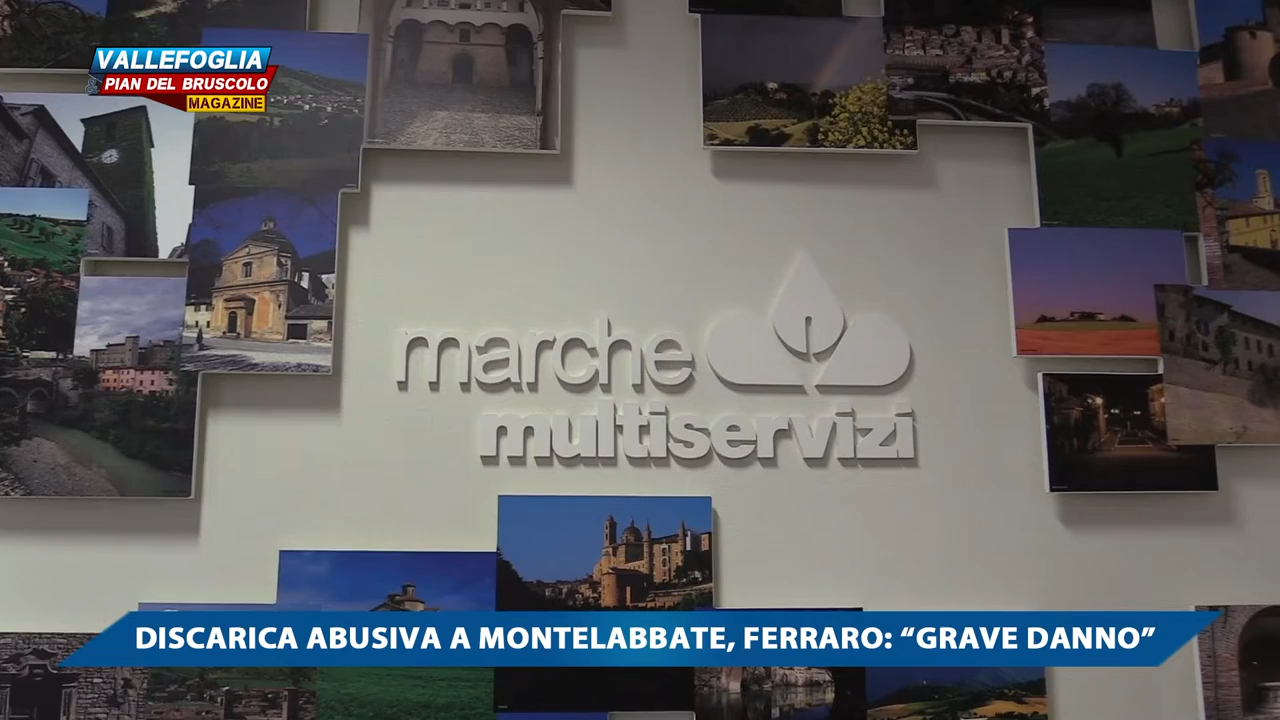 VALLEFOGLIA
& PIAN DEL BRUSCOLO
MAGAZINE
marche
multiservizi
DISCARICA ABUSIVA A MONTELABBATE, FERRARO: “GRAVE DANNO”